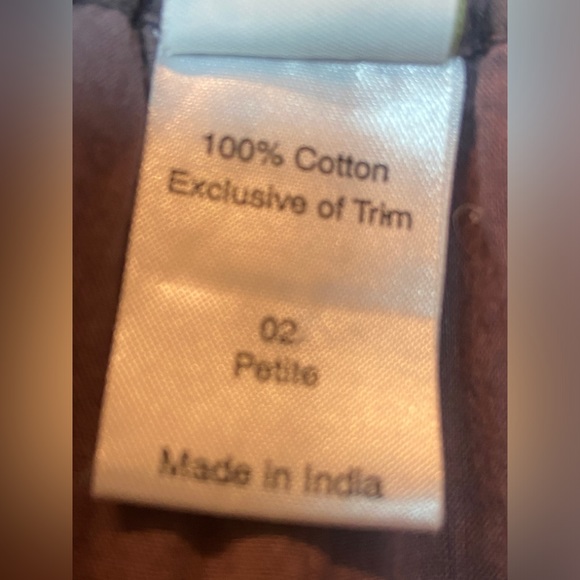 100% Cotton
Exclusive of Trim
02
Petite
Made in India